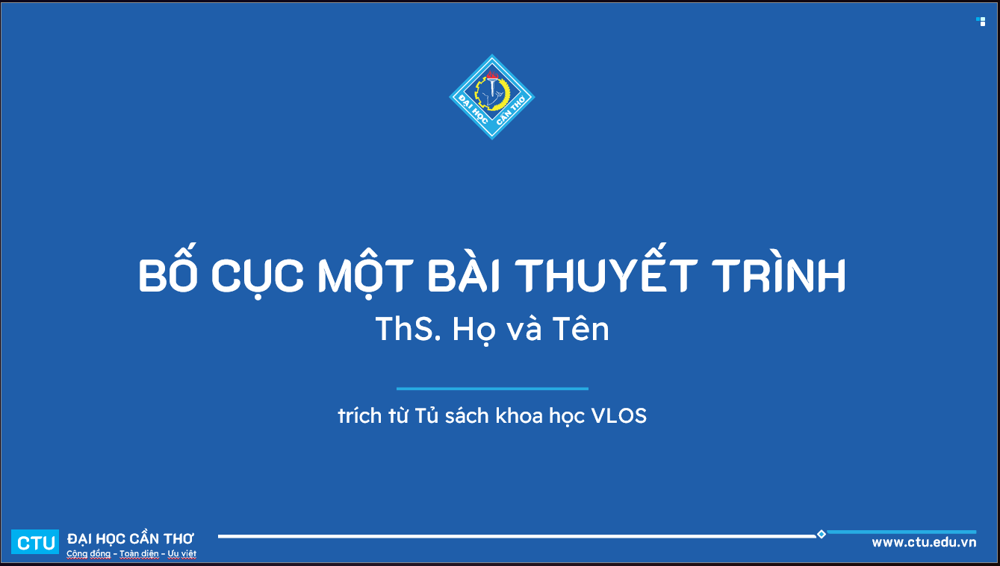 ĐẠI HỌC CẦN THƠ
BỐ CỤC MỘT BÀI THUYẾT TRÌNH
ThS. Họ và Tên
trích từ Tủ sách khoa học VLOS
CTU
ĐẠI HỌC CẦN THƠ
Cộng đồng – Toàn diện – Ưu việt
www.ctu.edu.vn